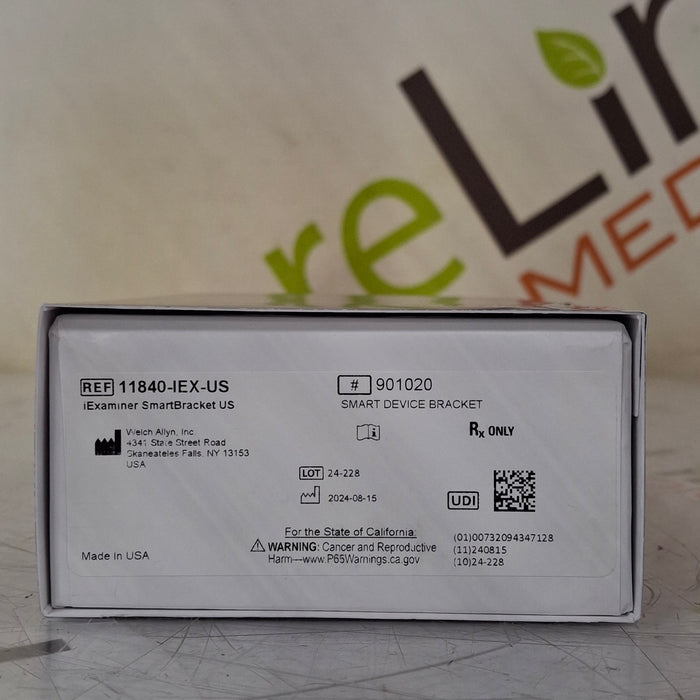 reLin
MED
REF 11840-IEX-US
iExaminer SmartBracket US
# 901020
SMART DEVICE BRACKET
Welch Allyn, Inc.
4341 State Street Road
Skaneateles Falls, NY 13153
USA
Rx ONLY
LOT 24-228
2024-08-15
UDI
For the State of California:
WARNING: Cancer and Reproductive
Harm---www.P65Warnings.ca.gov
(01)00732094347128
(11)240815
(10)24-228
Made in USA